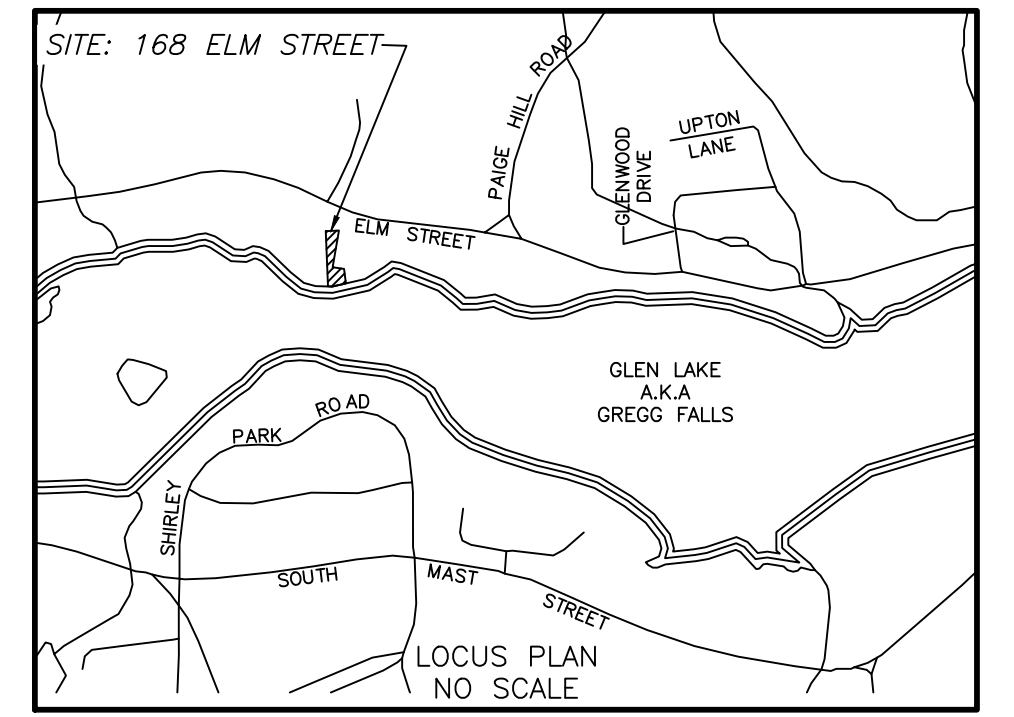 SITE: 168 ELM STREET
PAIGE HILL ROAD
GLENWOOD
DRIVE
UPTON
LANE
ELM STREET
GLEN LAKE
A.K.A
GREGG FALLS
SHIRLEY PARK ROAD
SOUTH MAST STREET
LOCUS PLAN
NO SCALE